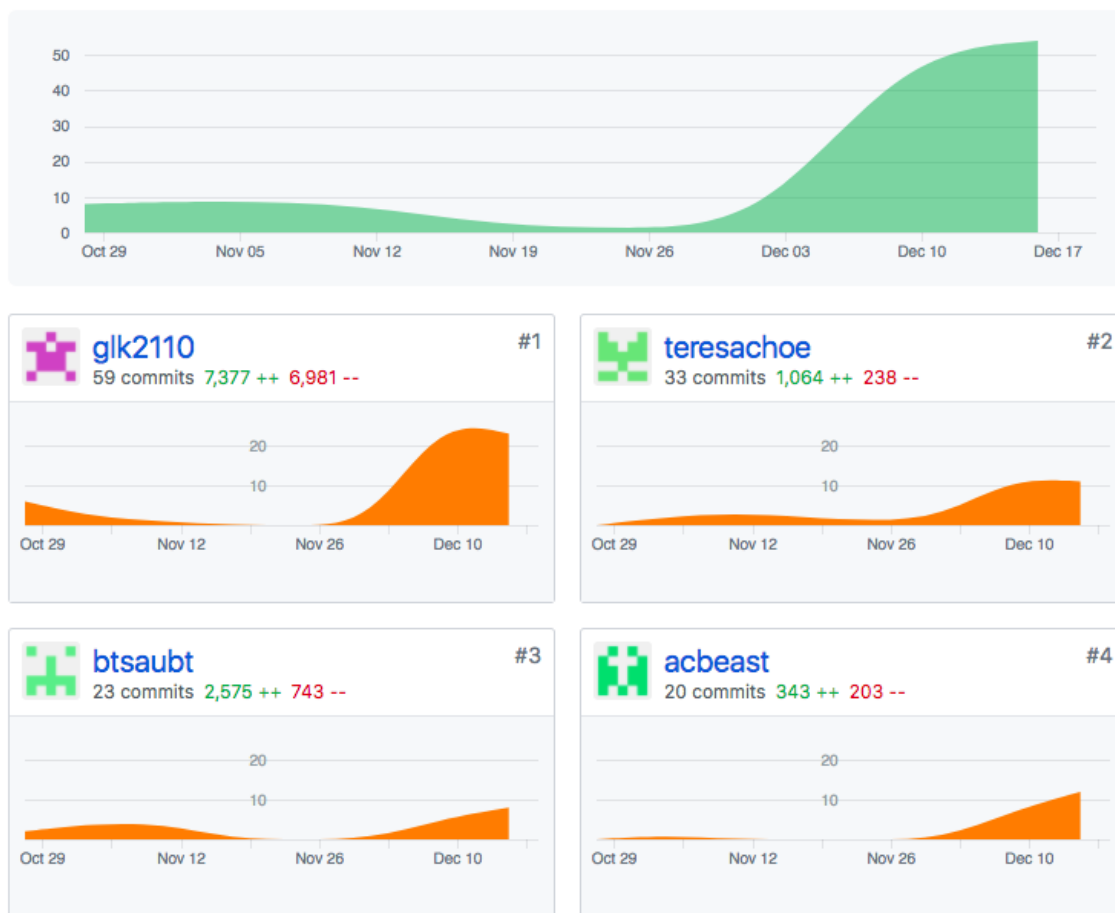 50
40
30
20
10
0
Oct 29 Nov 05 Nov 12 Nov 19 Nov 26 Dec 03 Dec 10 Dec 17
glk2110 #1
59 commits 7,377 ++ 6,981 --
20
10
Oct 29 Nov 12 Nov 26 Dec 10
teresachoe #2
33 commits 1,064 ++ 238 --
20
10
Oct 29 Nov 12 Nov 26 Dec 10
btsaubt #3
23 commits 2,575 ++ 743 --
20
10
Oct 29 Nov 12 Nov 26 Dec 10
acbeast #4
20 commits 343 ++ 203 --
20
10
Oct 29 Nov 12 Nov 26 Dec 10